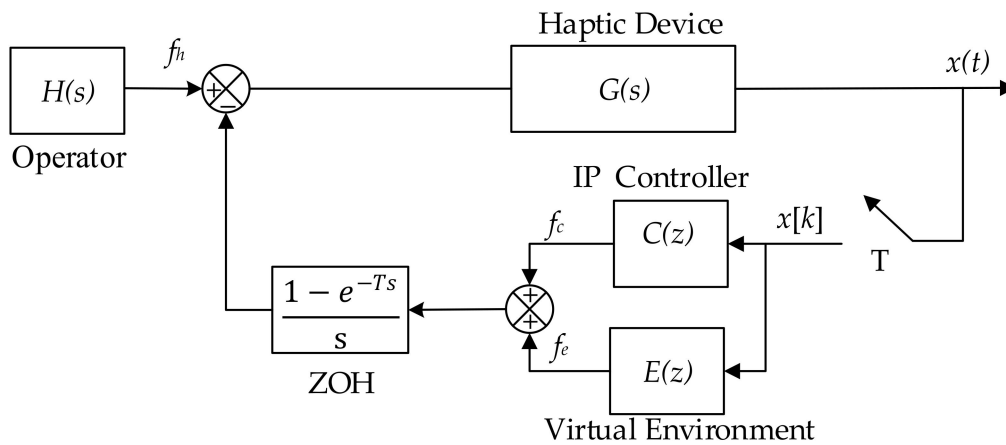 Haptic Device
f_h
x(t)
H(s)
+
−
G(s)
Operator
IP Controller
f_c
C(z)
x[k]
T
1 − e^{−Ts}
s
+
+
ZOH
f_e
E(z)
Virtual Environment